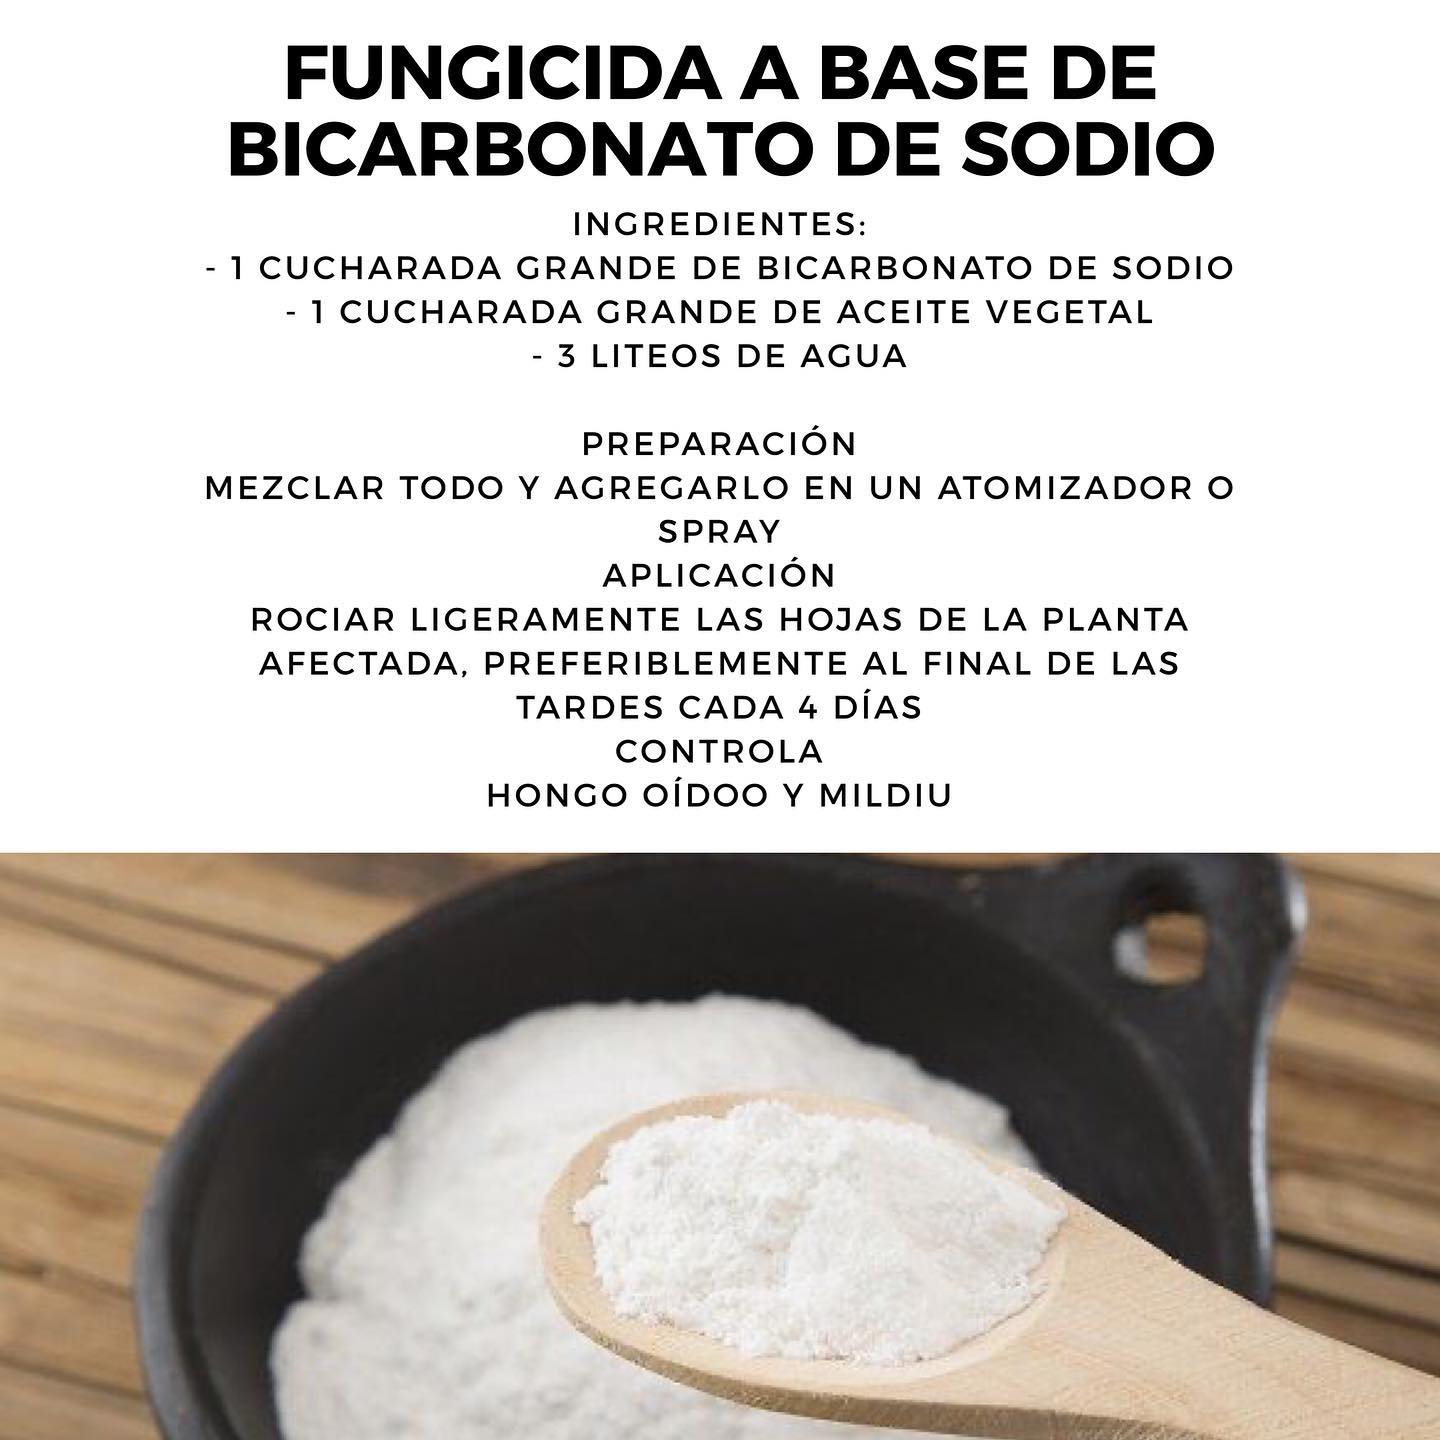 FUNGICIDA A BASE DE
BICARBONATO DE SODIO
INGREDIENTES:
- 1 CUCHARADA GRANDE DE BICARBONATO DE SODIO
- 1 CUCHARADA GRANDE DE ACEITE VEGETAL
- 3 LITEOS DE AGUA
PREPARACIÓN
MEZCLAR TODO Y AGREGARLO EN UN ATOMIZADOR O
SPRAY
APLICACIÓN
ROCIAR LIGERAMENTE LAS HOJAS DE LA PLANTA
AFECTADA, PREFERIBLEMENTE AL FINAL DE LAS
TARDES CADA 4 DÍAS
CONTROLA
HONGO OÍDOO Y MILDIU